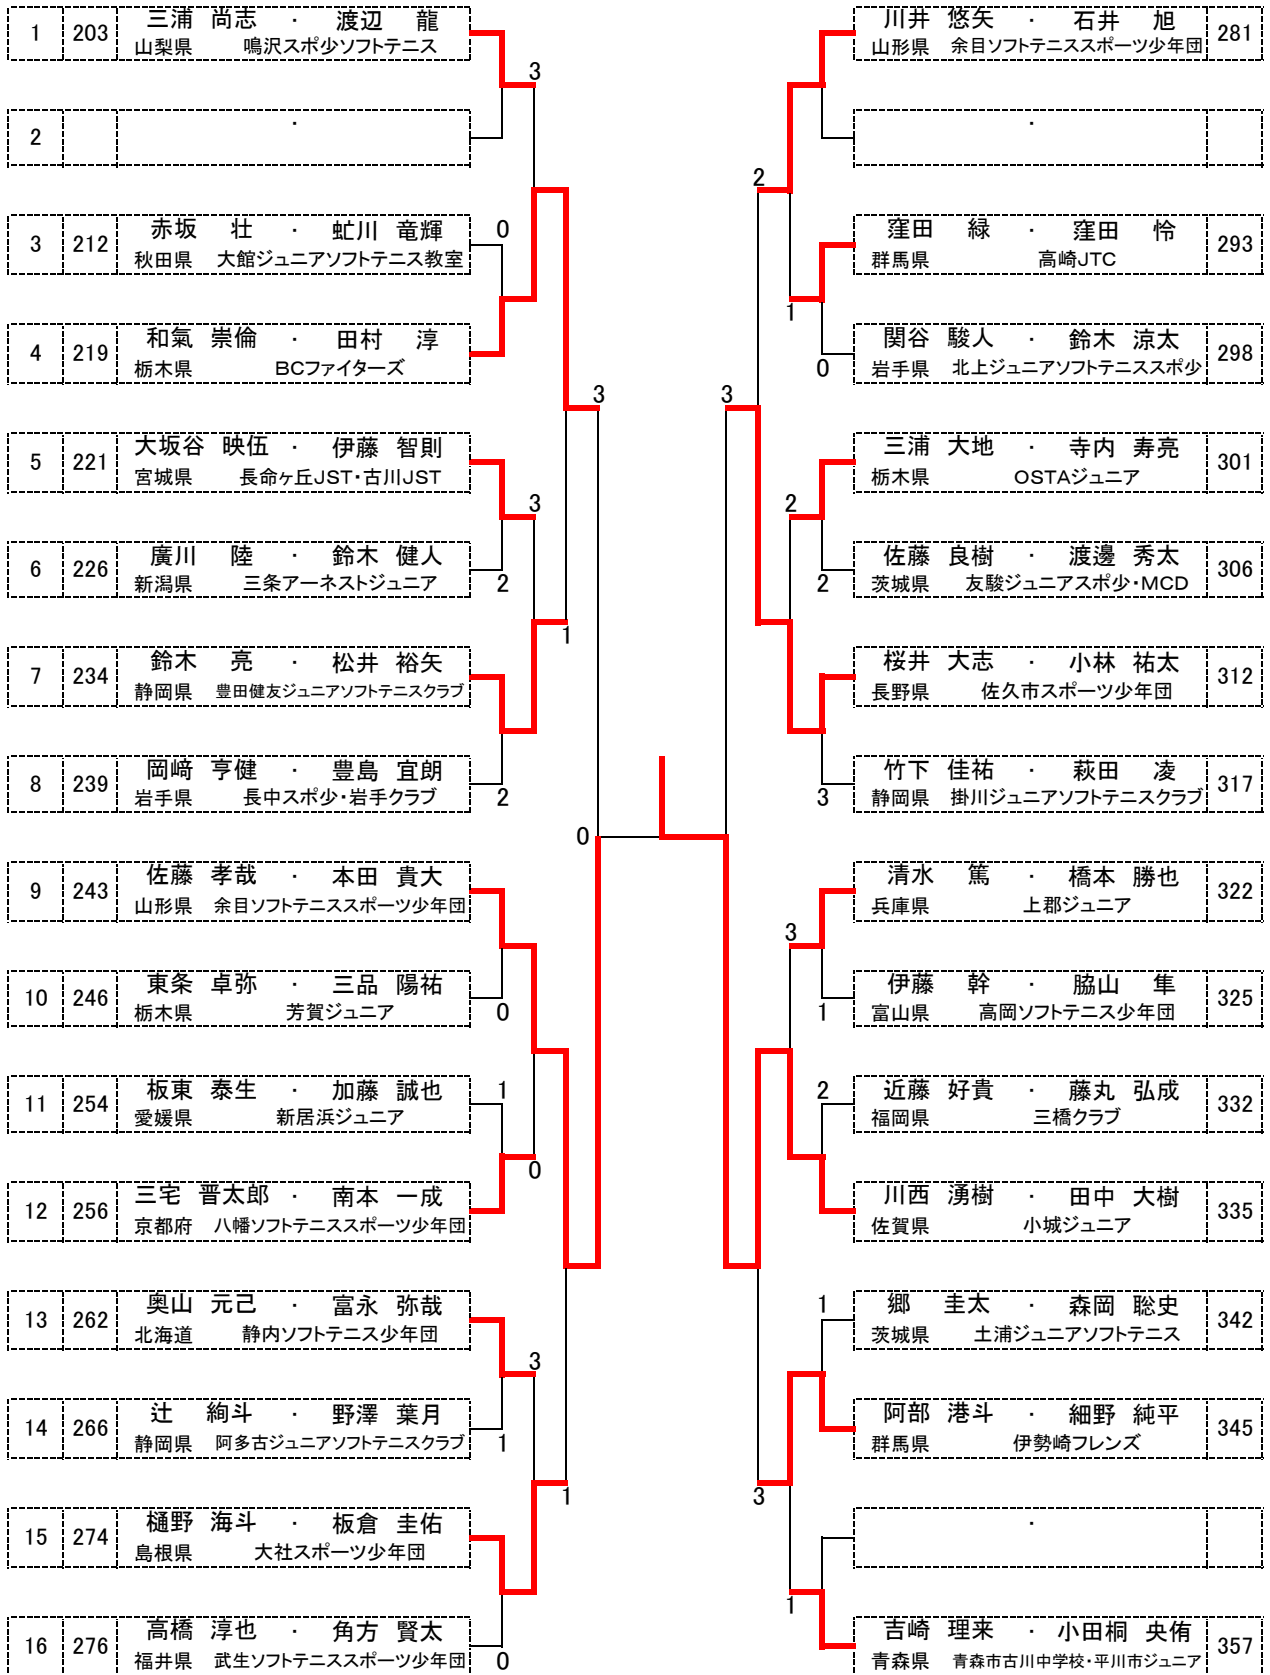 1 203 三浦 尚志 ・ 渡辺 龍
山梨県 鳴沢スポ少ソフトテニス
3
2 ・
3 212 赤坂 壮 ・ 虻川 竜輝 0
秋田県 大館ジュニアソフトテニス教室
4 219 和氣 崇倫 ・ 田村 淳
栃木県 BCファイターズ
3
5 221 大坂谷 映伍 ・ 伊藤 智則
宮城県 長命ヶ丘JST・古川JST
3
6 226 廣川 陸 ・ 鈴木 健人
新潟県 三条アーネストジュニア 2
1
7 234 鈴木 亮 ・ 松井 裕矢
静岡県 豊田健友ジュニアソフトテニスクラブ
8 239 岡﨑 亨健 ・ 豊島 宜朗
岩手県 長中スポ少・岩手クラブ 2
0
9 243 佐藤 孝哉 ・ 本田 貴大
山形県 余目ソフトテニススポーツ少年団
10 246 東条 卓弥 ・ 三品 陽祐
栃木県 芳賀ジュニア 0
11 254 板東 泰生 ・ 加藤 誠也 1
愛媛県 新居浜ジュニア
0
12 256 三宅 晋太郎 ・ 南本 一成
京都府 八幡ソフトテニススポーツ少年団
13 262 奥山 元己 ・ 富永 弥哉
北海道 静内ソフトテニス少年団
3
14 266 辻 絢斗 ・ 野澤 葉月
静岡県 阿多古ジュニアソフトテニスクラブ 1
1
15 274 樋野 海斗 ・ 板倉 圭佑
島根県 大社スポーツ少年団
16 276 高橋 淳也 ・ 角方 賢太
福井県 武生ソフトテニススポーツ少年団 0
川井 悠矢 ・ 石井 旭 281
山形県 余目ソフトテニススポーツ少年団
・
2
窪田 緑 ・ 窪田 怜 293
群馬県 高崎JTC
1
関谷 駿人 ・ 鈴木 涼太 298
0 岩手県 北上ジュニアソフトテニススポ少
3
三浦 大地 ・ 寺内 寿亮 301
栃木県 OSTAジュニア
2
佐藤 良樹 ・ 渡邊 秀太 306
2 茨城県 友駿ジュニアスポ少・MCD
桜井 大志 ・ 小林 祐太 312
長野県 佐久市スポーツ少年団
竹下 佳祐 ・ 萩田 凌 317
3 静岡県 掛川ジュニアソフトテニスクラブ
清水 篤 ・ 橋本 勝也 322
兵庫県 上郡ジュニア
3
伊藤 幹 ・ 脇山 隼 325
1 富山県 高岡ソフトテニス少年団
2 近藤 好貴 ・ 藤丸 弘成 332
福岡県 三橋クラブ
川西 湧樹 ・ 田中 大樹 335
佐賀県 小城ジュニア
1 郷 圭太 ・ 森岡 聡史 342
茨城県 土浦ジュニアソフトテニス
阿部 港斗 ・ 細野 純平 345
群馬県 伊勢崎フレンズ
3
・
1
吉崎 理来 ・ 小田桐 央侑 357
青森県 青森市古川中学校・平川市ジュニア